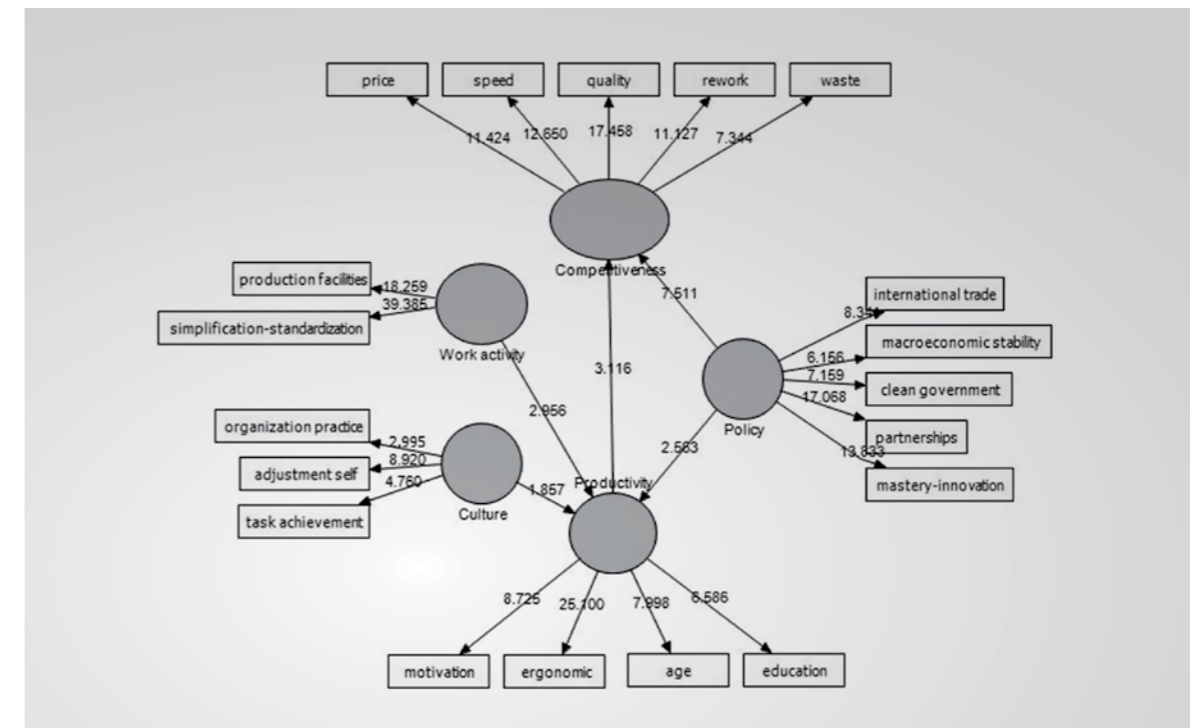 price
speed
quality
rework
waste
11.424
12.650
17.458
11.127
7.344
Competitiveness
production facilities
18.259
39.385
simplification-standardization
Work activity
7.511
international trade
macroeconomic stability
6.156
7.159
clean government
17.068
partnerships
13.833
mastery-innovation
Policy
3.116
2.956
2.563
organization practice
2.995
adjustment self
8.920
4.760
task achievement
Culture
1.857
Productivity
8.725
25.100
7.998
6.586
motivation
ergonomic
age
education